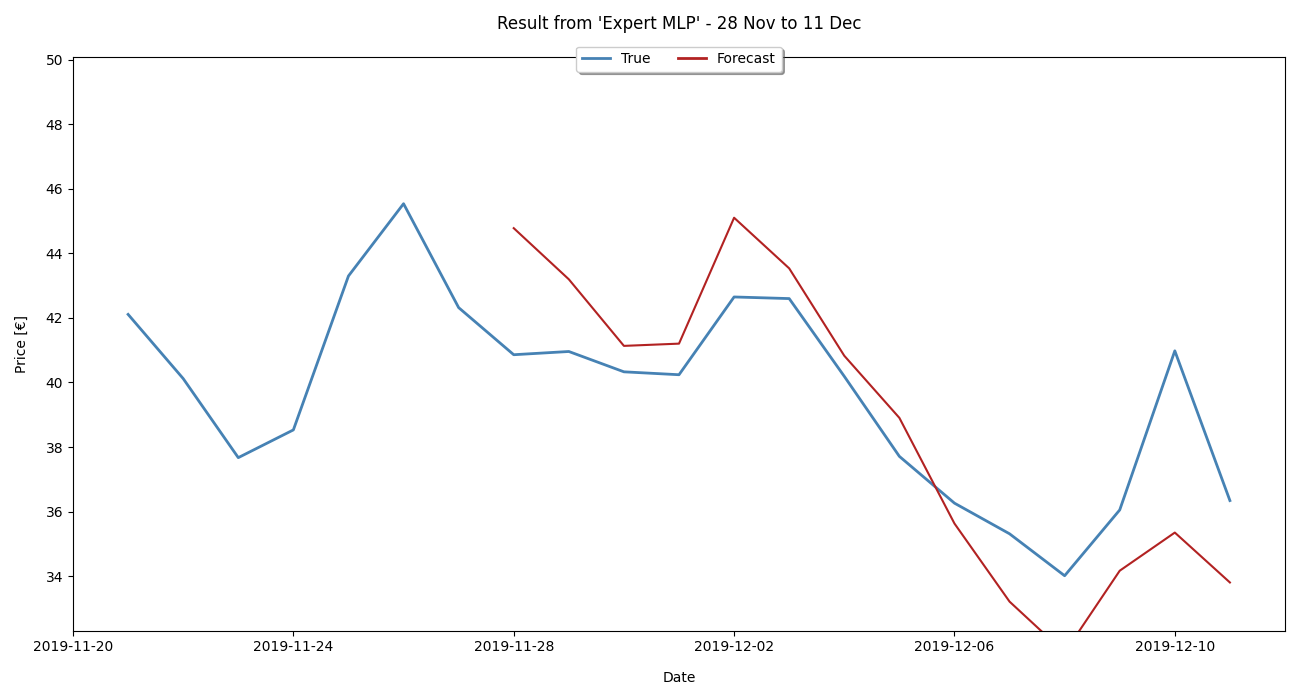 Result from 'Expert MLP' - 28 Nov to 11 Dec
True Forecast
50
48
46
44
42
40
38
36
34
Price [€]
2019-11-20 2019-11-24 2019-11-28 2019-12-02 2019-12-06 2019-12-10
Date